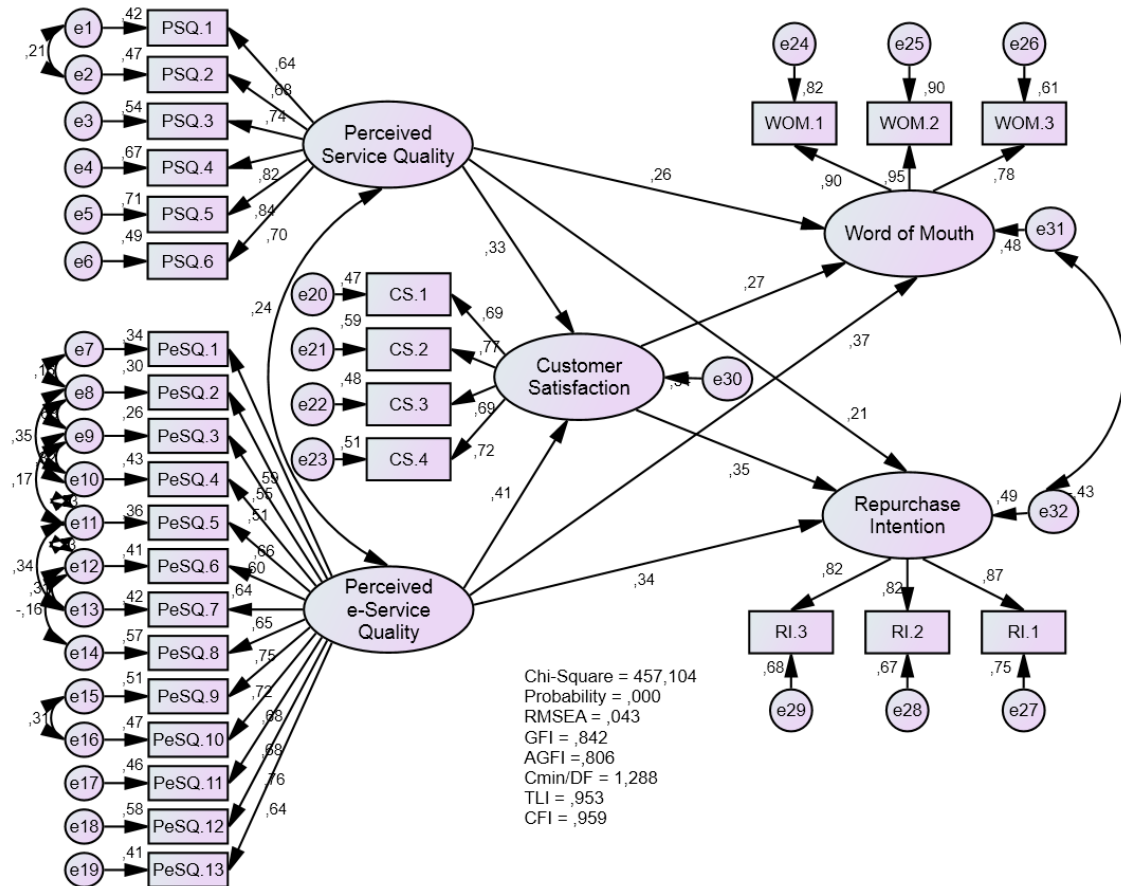 e1
,42
PSQ.1
,21
e2
,47
PSQ.2
e3
,54
PSQ.3
e4
,67
PSQ.4
e5
,71
PSQ.5
e6
,49
PSQ.6
,64
,68
,74
,82
,84
,70
Perceived
Service Quality
,26
,33
,24
e24
e25
e26
,82
,90
,61
WOM.1
WOM.2
WOM.3
,90
,95
,78
Word of Mouth
,48
e31
e20
,47
CS.1
e21
,59
CS.2
e22
,48
CS.3
e23
,51
CS.4
,69
,77
,69
,72
Customer
Satisfaction
e30
,27
,37
,21
,35
,41
,34
Repurchase
Intention
,49
e32
-,43
,82
,82
,87
RI.3
RI.2
RI.1
,68
,67
,75
e29
e28
e27
e7
,34
PeSQ.1
e8
,30
PeSQ.2
e9
,26
PeSQ.3
e10
,43
PeSQ.4
e11
,36
PeSQ.5
e12
,41
PeSQ.6
e13
,42
PeSQ.7
e14
,57
PeSQ.8
e15
,51
PeSQ.9
e16
,47
PeSQ.10
e17
,46
PeSQ.11
e18
,58
PeSQ.12
e19
,41
PeSQ.13
,35
,17
,34
-,16
,31
,59
,55
,51
,66
,60
,64
,65
,75
,72
,68
,68
,76
,64
Perceived
e-Service
Quality
Chi-Square = 457,104
Probability = ,000
RMSEA = ,043
GFI = ,842
AGFI =,806
Cmin/DF = 1,288
TLI = ,953
CFI = ,959